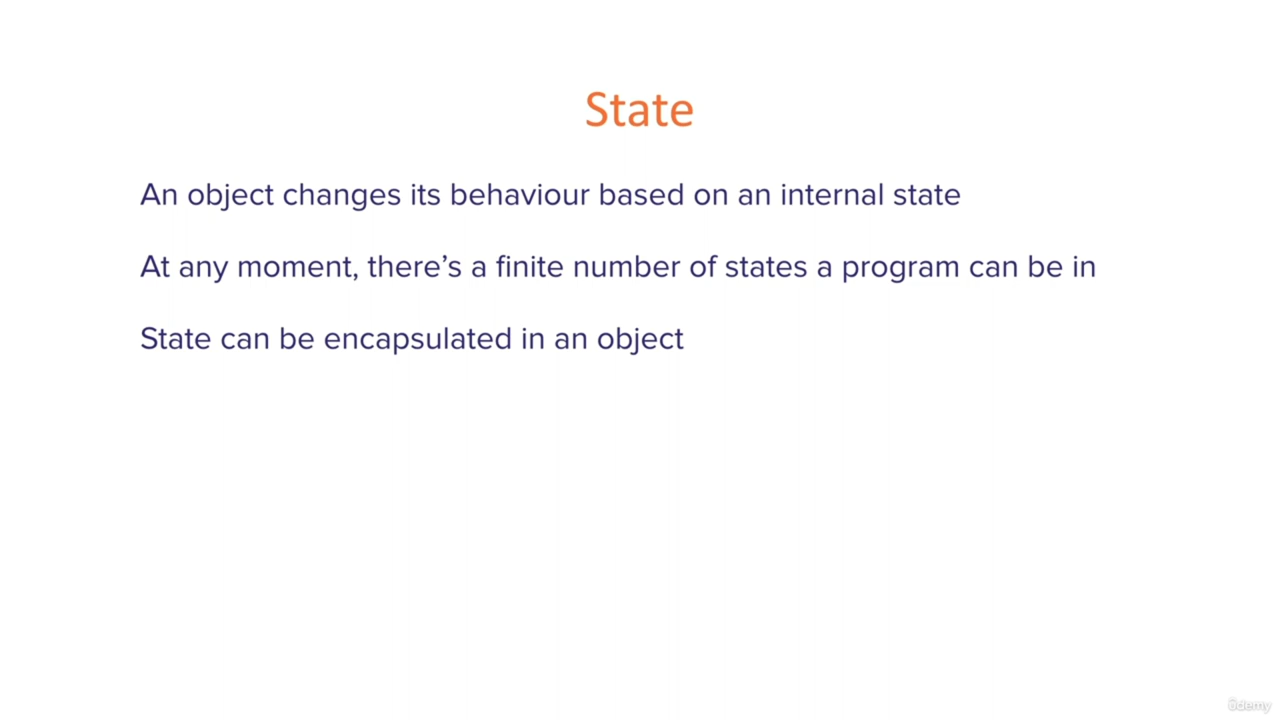 State
An object changes its behaviour based on an internal state
At any moment, there’s a finite number of states a program can be in
State can be encapsulated in an object
ûdemy